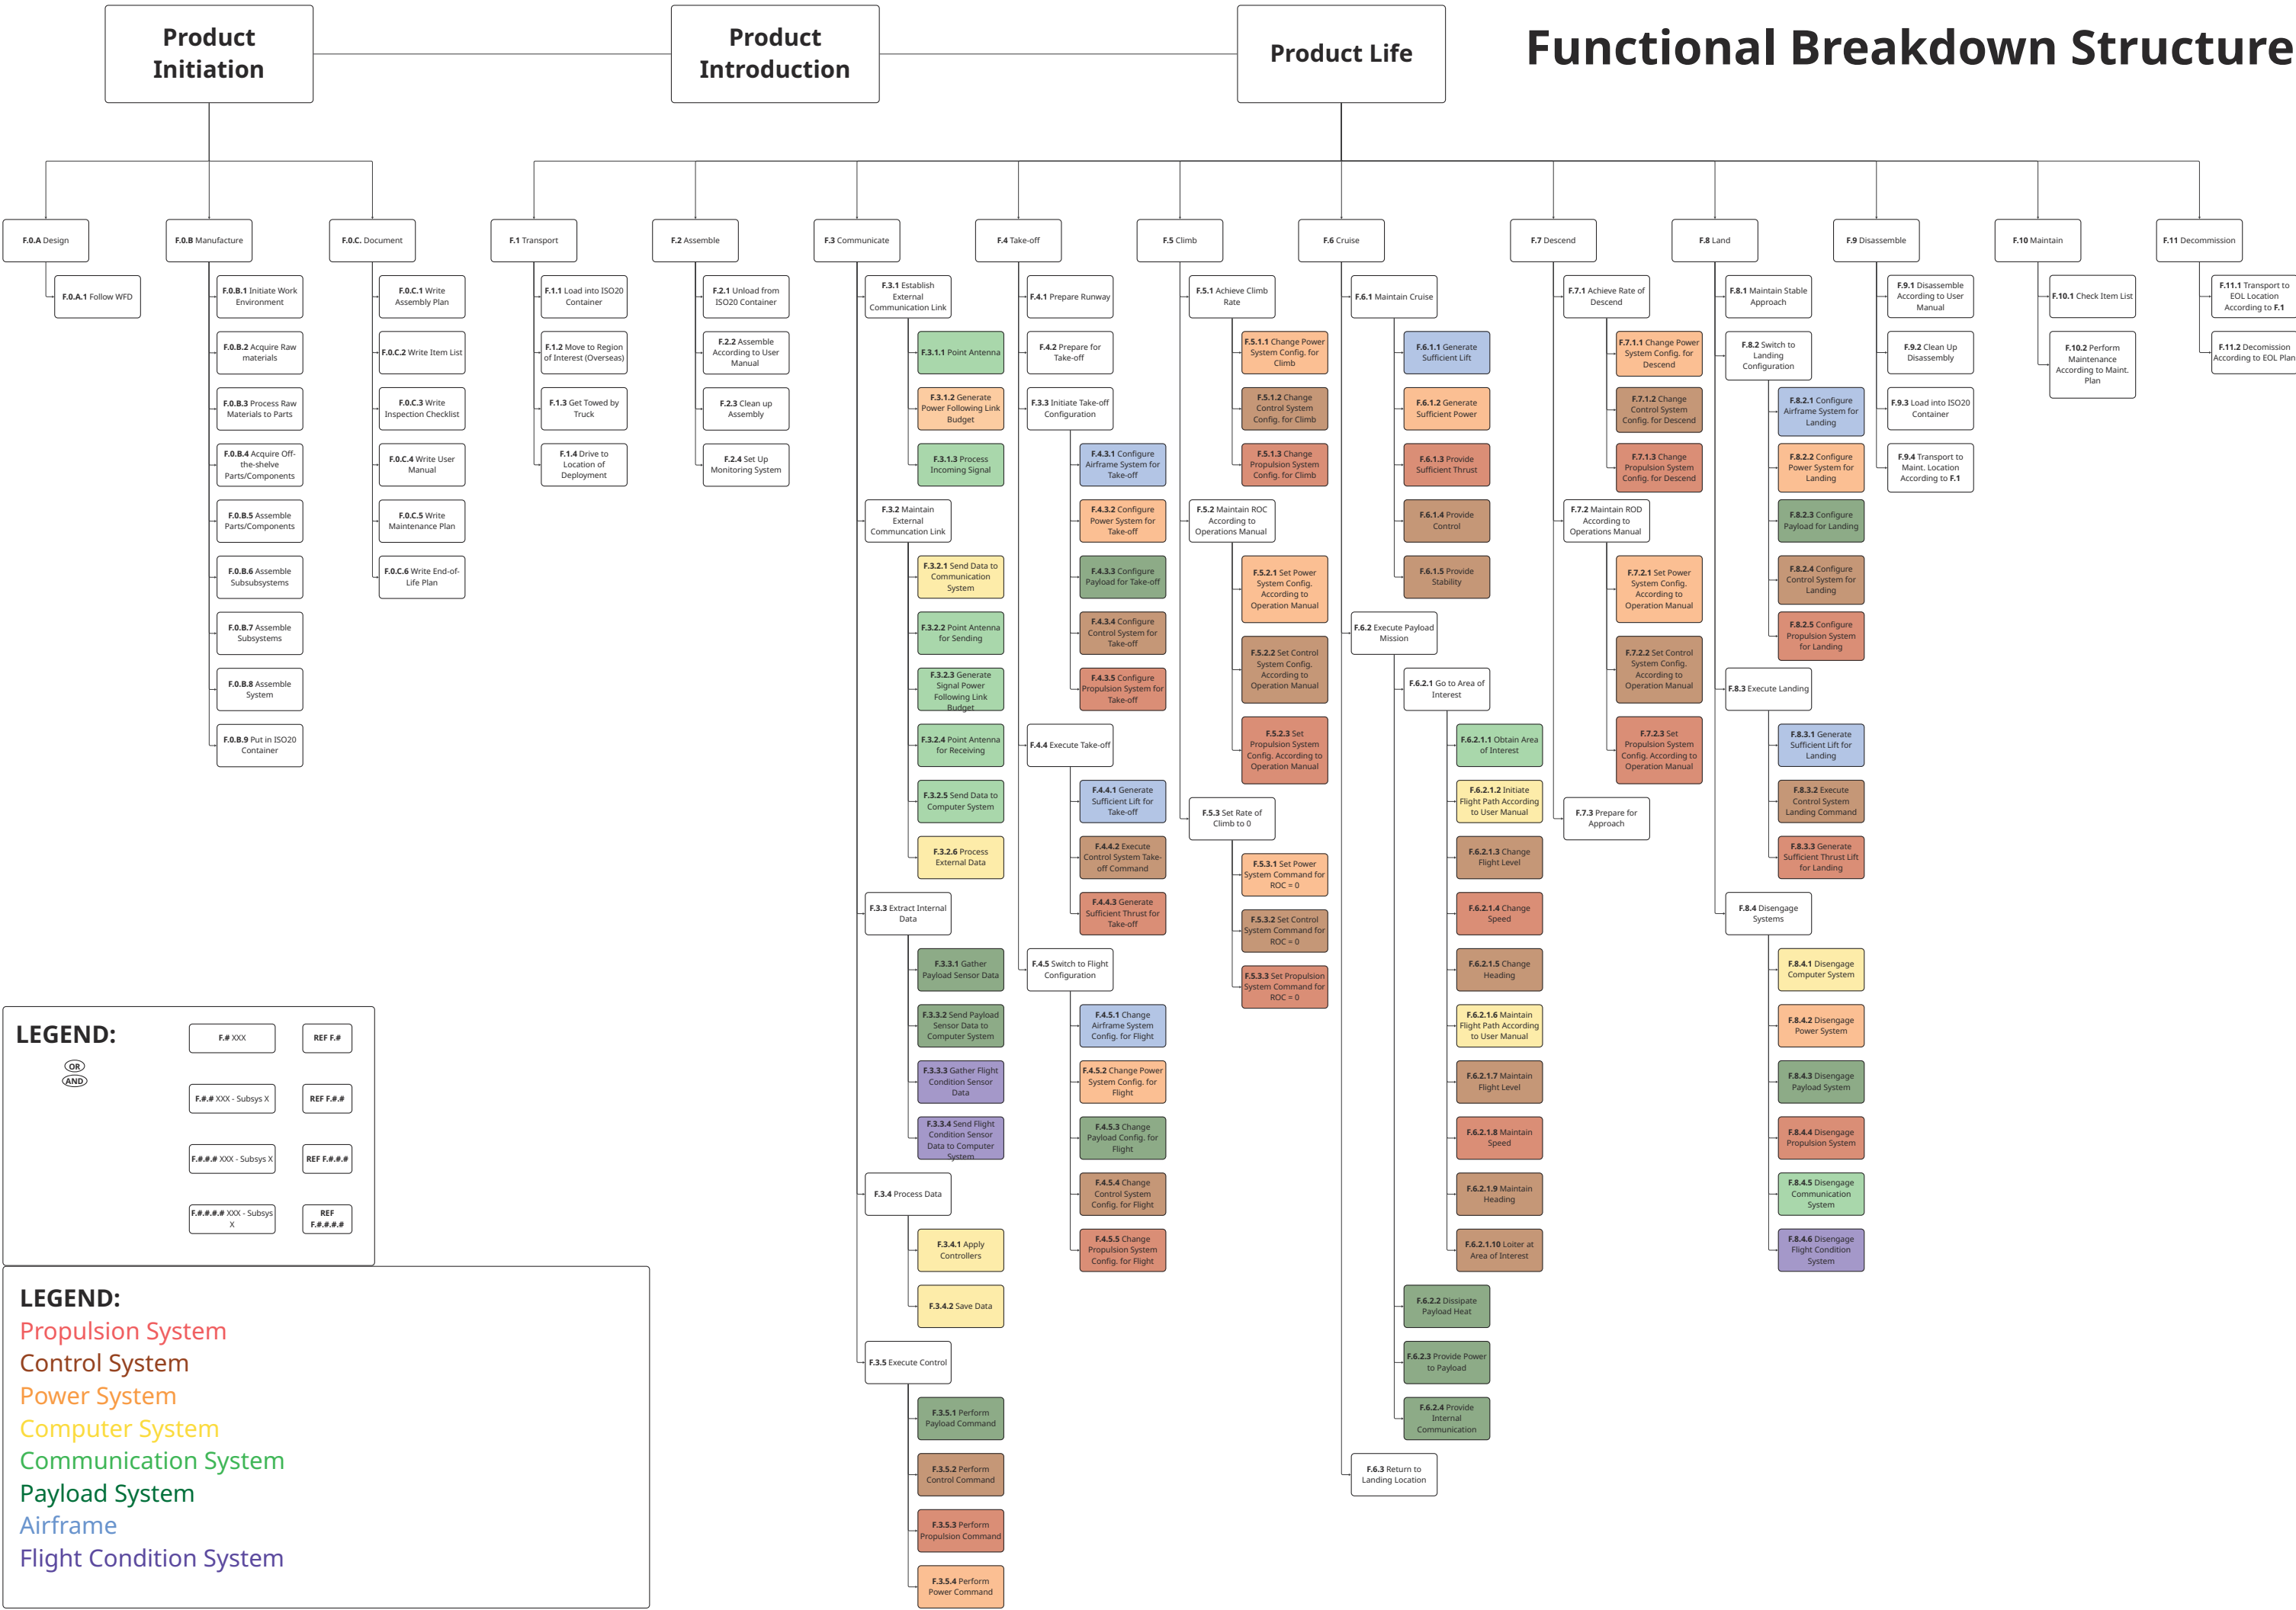 Product
Initiation
Product
Introduction
Product Life
Functional Breakdown Structure
F.0.A Design
F.0.A.1 Follow WFD
F.0.B Manufacture
F.0.B.1 Initiate Work
Environment
F.0.B.2 Acquire Raw
materials
F.0.B.3 Process Raw
Materials to Parts
F.0.B.4 Acquire Off-
the-shelve
Parts/Components
F.0.B.5 Assemble
Parts/Components
F.0.B.6 Assemble
Subsubsystems
F.0.B.7 Assemble
Subsystems
F.0.B.8 Assemble
System
F.0.B.9 Put in ISO20
Container
F.0.C. Document
F.0.C.1 Write
Assembly Plan
F.0.C.2 Write Item List
F.0.C.3 Write
Inspection Checklist
F.0.C.4 Write User
Manual
F.0.C.5 Write
Maintenance Plan
F.0.C.6 Write End-of-
Life Plan
F.1 Transport
F.1.1 Load into ISO20
Container
F.1.2 Move to Region
of Interest (Overseas)
F.1.3 Get Towed by
Truck
F.1.4 Drive to
Location of
Deployment
F.2 Assemble
F.2.1 Unload from
ISO20 Container
F.2.2 Assemble
According to User
Manual
F.2.3 Clean up
Assembly
F.2.4 Set Up
Monitoring System
F.3 Communicate
F.3.1 Establish
External
Communication Link
F.3.1.1 Point Antenna
F.3.1.2 Generate
Power Following Link
Budget
F.3.1.3 Process
Incoming Signal
F.3.2 Maintain
External
Communcation Link
F.3.2.1 Send Data to
Communication
System
F.3.2.2 Point Antenna
for Sending
F.3.2.3 Generate
Signal Power
Following Link
Budget
F.3.2.4 Point Antenna
for Receiving
F.3.2.5 Send Data to
Computer System
F.3.2.6 Process
External Data
F.3.3 Extract Internal
Data
F.3.3.1 Gather
Payload Sensor Data
F.3.3.2 Send Payload
Sensor Data to
Computer System
F.3.3.3 Gather Flight
Condition Sensor
Data
F.3.3.4 Send Flight
Condition Sensor
Data to Computer
System
F.3.4 Process Data
F.3.4.1 Apply
Controllers
F.3.4.2 Save Data
F.3.5 Execute Control
F.3.5.1 Perform
Payload Command
F.3.5.2 Perform
Control Command
F.3.5.3 Perform
Propulsion Command
F.3.5.4 Perform
Power Command
F.4 Take-off
F.4.1 Prepare Runway
F.4.2 Prepare for
Take-off
F.3.3 Initiate Take-off
Configuration
F.4.3.1 Configure
Airframe System for
Take-off
F.4.3.2 Configure
Power System for
Take-off
F.4.3.3 Configure
Payload for Take-off
F.4.3.4 Configure
Control System for
Take-off
F.4.3.5 Configure
Propulsion System for
Take-off
F.4.4 Execute Take-off
F.4.4.1 Generate
Sufficient Lift for
Take-off
F.4.4.2 Execute
Control System Take-
off Command
F.4.4.3 Generate
Sufficient Thrust for
Take-off
F.4.5 Switch to Flight
Configuration
F.4.5.1 Change
Airframe System
Config. for Flight
F.4.5.2 Change Power
System Config. for
Flight
F.4.5.3 Change
Payload Config. for
Flight
F.4.5.4 Change
Control System
Config. for Flight
F.4.5.5 Change
Propulsion System
Config. for Flight
F.5 Climb
F.5.1 Achieve Climb
Rate
F.5.1.1 Change Power
System Config. for
Climb
F.5.1.2 Change
Control System
Config. for Climb
F.5.1.3 Change
Propulsion System
Config. for Climb
F.5.2 Maintain ROC
According to
Operations Manual
F.5.2.1 Set Power
System Config.
According to
Operation Manual
F.5.2.2 Set Control
System Config.
According to
Operation Manual
F.5.2.3 Set
Propulsion System
Config. According to
Operation Manual
F.5.3 Set Rate of
Climb to 0
F.5.3.1 Set Power
System Command for
ROC = 0
F.5.3.2 Set Control
System Command for
ROC = 0
F.5.3.3 Set Propulsion
System Command for
ROC = 0
F.6 Cruise
F.6.1 Maintain Cruise
F.6.1.1 Generate
Sufficient Lift
F.6.1.2 Generate
Sufficient Power
F.6.1.3 Provide
Sufficient Thrust
F.6.1.4 Provide
Control
F.6.1.5 Provide
Stability
F.6.2 Execute Payload
Mission
F.6.2.1 Go to Area of
Interest
F.6.2.1.1 Obtain Area
of Interest
F.6.2.1.2 Initiate
Flight Path According
to User Manual
F.6.2.1.3 Change
Flight Level
F.6.2.1.4 Change
Speed
F.6.2.1.5 Change
Heading
F.6.2.1.6 Maintain
Flight Path According
to User Manual
F.6.2.1.7 Maintain
Flight Level
F.6.2.1.8 Maintain
Speed
F.6.2.1.9 Maintain
Heading
F.6.2.1.10 Loiter at
Area of Interest
F.6.2.2 Dissipate
Payload Heat
F.6.2.3 Provide Power
to Payload
F.6.2.4 Provide
Internal
Communication
F.6.3 Return to
Landing Location
F.7 Descend
F.7.1 Achieve Rate of
Descend
F.7.1.1 Change Power
System Config. for
Descend
F.7.1.2 Change
Control System
Config. for Descend
F.7.1.3 Change
Propulsion System
Config. for Descend
F.7.2 Maintain ROD
According to
Operations Manual
F.7.2.1 Set Power
System Config.
According to
Operation Manual
F.7.2.2 Set Control
System Config.
According to
Operation Manual
F.7.2.3 Set
Propulsion System
Config. According to
Operation Manual
F.7.3 Prepare for
Approach
F.8 Land
F.8.1 Maintain Stable
Approach
F.8.2 Switch to
Landing
Configuration
F.8.2.1 Configure
Airframe System for
Landing
F.8.2.2 Configure
Power System for
Landing
F.8.2.3 Configure
Payload for Landing
F.8.2.4 Configure
Control System for
Landing
F.8.2.5 Configure
Propulsion System
for Landing
F.8.3 Execute Landing
F.8.3.1 Generate
Sufficient Lift for
Landing
F.8.3.2 Execute
Control System
Landing Command
F.8.3.3 Generate
Sufficient Thrust Lift
for Landing
F.8.4 Disengage
Systems
F.8.4.1 Disengage
Computer System
F.8.4.2 Disengage
Power System
F.8.4.3 Disengage
Payload System
F.8.4.4 Disengage
Propulsion System
F.8.4.5 Disengage
Communication
System
F.8.4.6 Disengage
Flight Condition
System
F.9 Disassemble
F.9.1 Disassemble
According to User
Manual
F.9.2 Clean Up
Disassembly
F.9.3 Load into ISO20
Container
F.9.4 Transport to
Maint. Location
According to F.1
F.10 Maintain
F.10.1 Check Item List
F.10.2 Perform
Maintenance
According to Maint.
Plan
F.11 Decommission
F.11.1 Transport to
EOL Location
According to F.1
F.11.2 Decomission
According to EOL Plan
LEGEND:
OR
AND
F.# XXX
REF F.#
F.#.# XXX - Subsys X
REF F.#.#
F.#.#.# XXX - Subsys X
REF F.#.#.#
F.#.#.#.# XXX - Subsys
X
REF
F.#.#.#.#
LEGEND:
Propulsion System
Control System
Power System
Computer System
Communication System
Payload System
Airframe
Flight Condition System